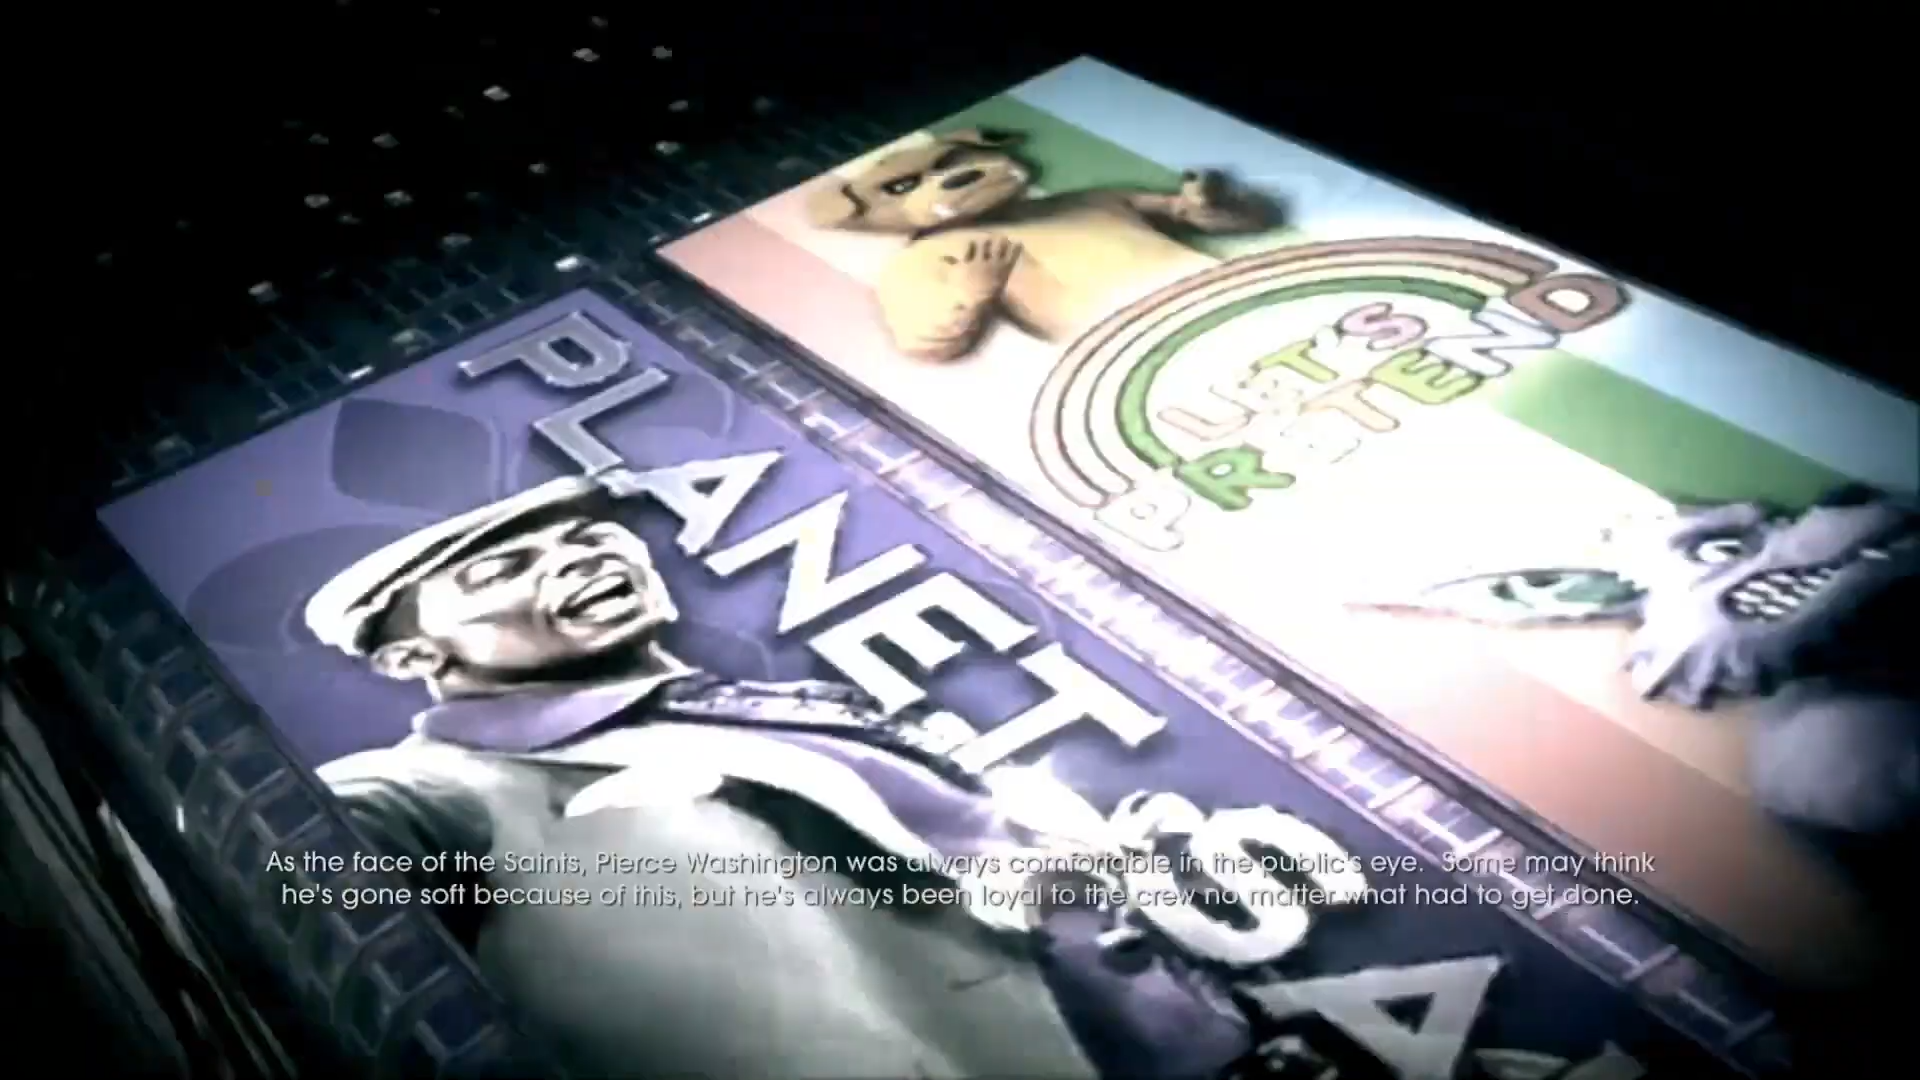 LET'S
PRETEND
PLANET
SA
As the face of the Saints, Pierce Washington was always comfortable in the public's eye. Some may think
he's gone soft because of this, but he's always been loyal to the crew no matter what had to get done.